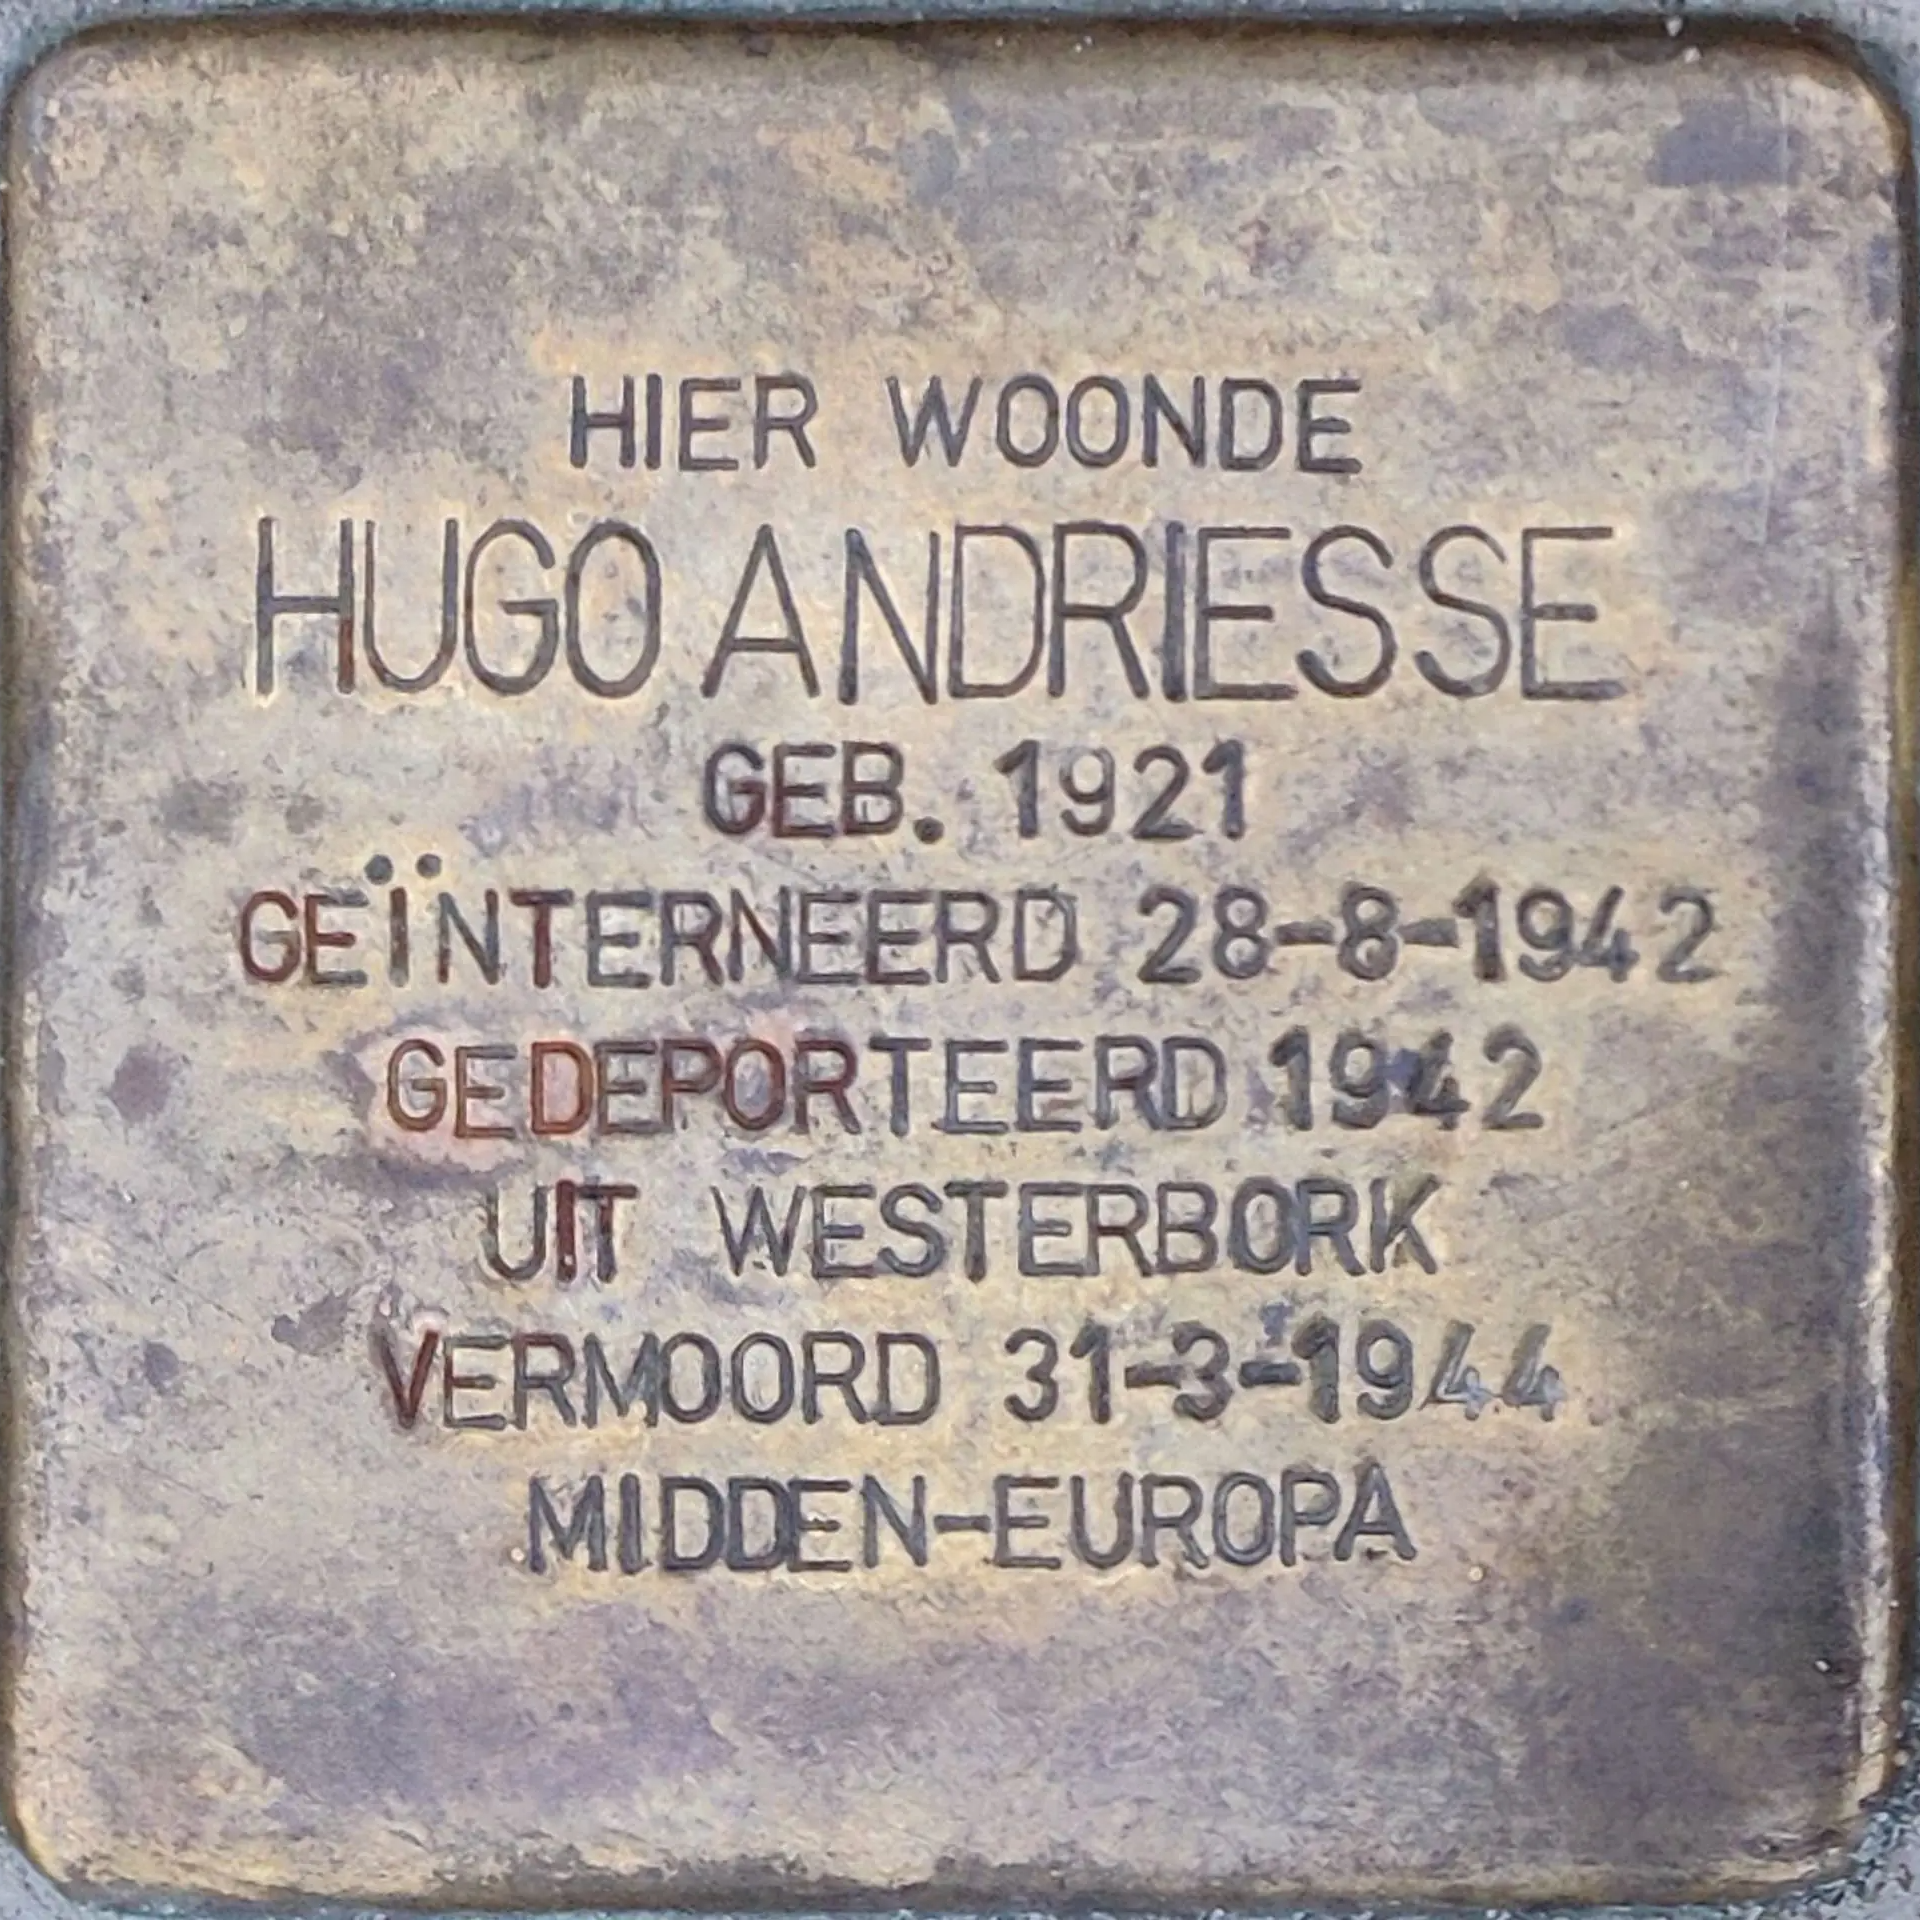 HIER WOONDE
HUGO ANDRIESSE
GEB. 1921
GEÏNTERNEERD 28-8-1942
GEDEPORTEERD 1942
UIT WESTERBORK
VERMOORD 31-3-1944
MIDDEN-EUROPA